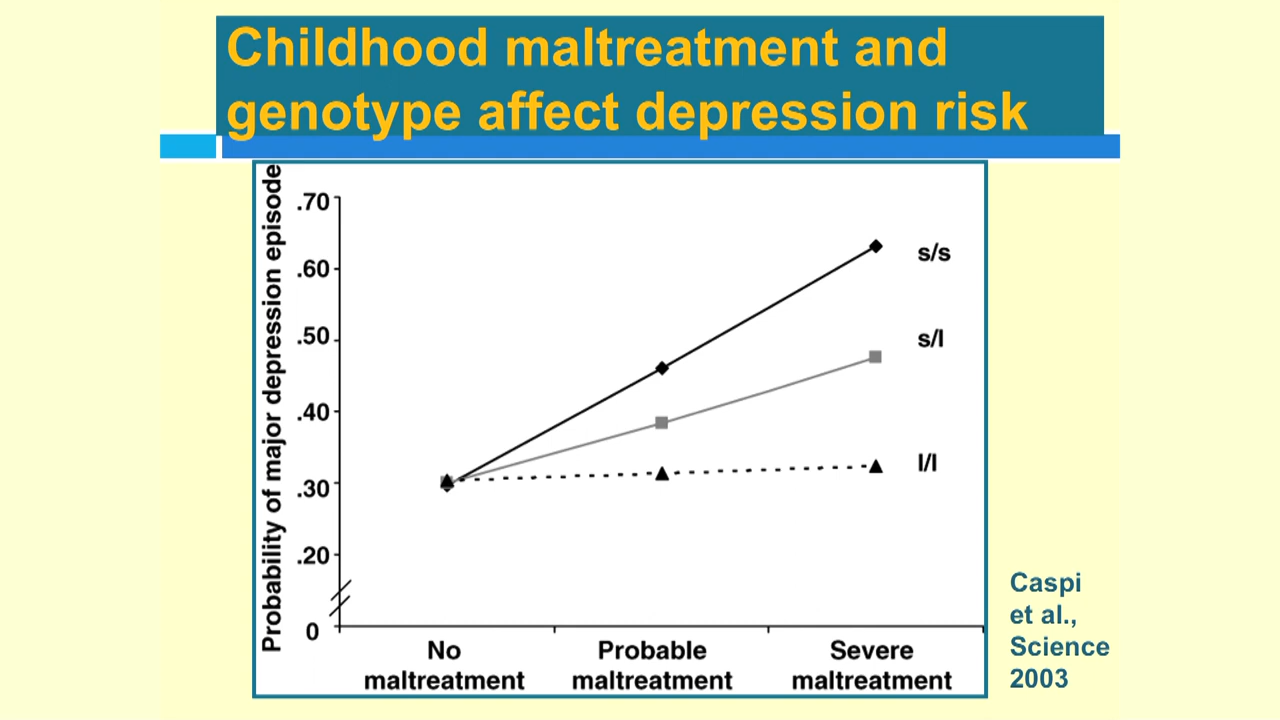 Childhood maltreatment and
genotype affect depression risk
Probability of major depression episode
.70
.60
.50
.40
.30
.20
0
s/s
s/l
l/l
No
maltreatment
Probable
maltreatment
Severe
maltreatment
Caspi
et al.,
Science
2003